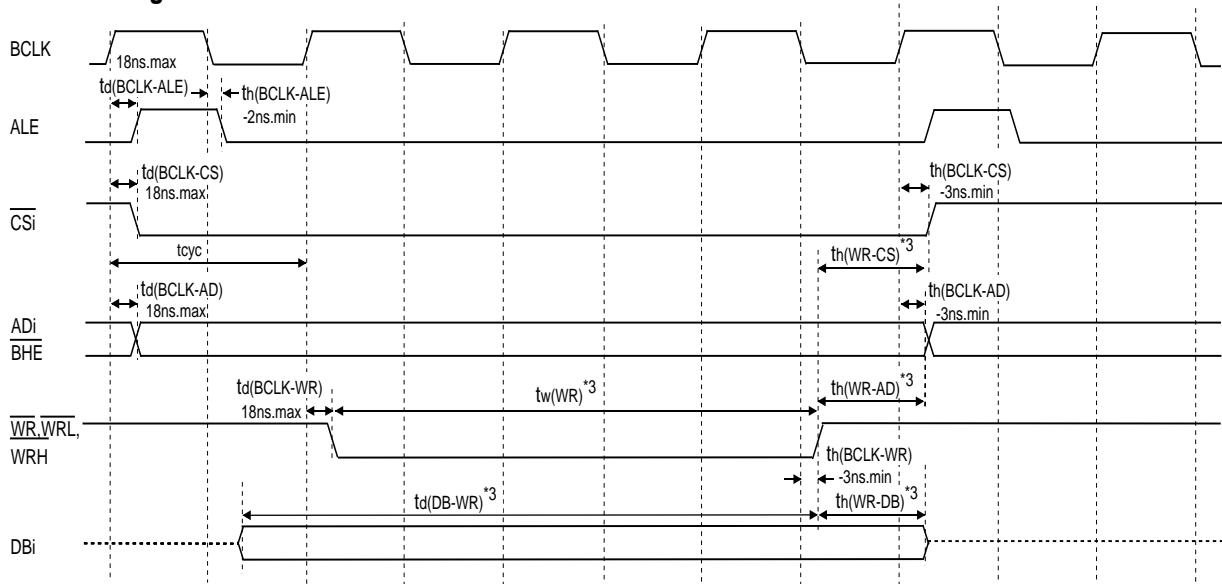 g
BCLK
18ns.max
td(BCLK-ALE)
th(BCLK-ALE)
-2ns.min
ALE
td(BCLK-CS)
18ns.max
th(BCLK-CS)
-3ns.min
CSi
tcyc
th(WR-CS)*3
td(BCLK-AD)
18ns.max
th(BCLK-AD)
-3ns.min
ADi
BHE
td(BCLK-WR)
18ns.max
tw(WR)*3
th(WR-AD)*3
WR,WRL,
WRH
th(BCLK-WR)
-3ns.min
td(DB-WR)*3
th(WR-DB)*3
DBi